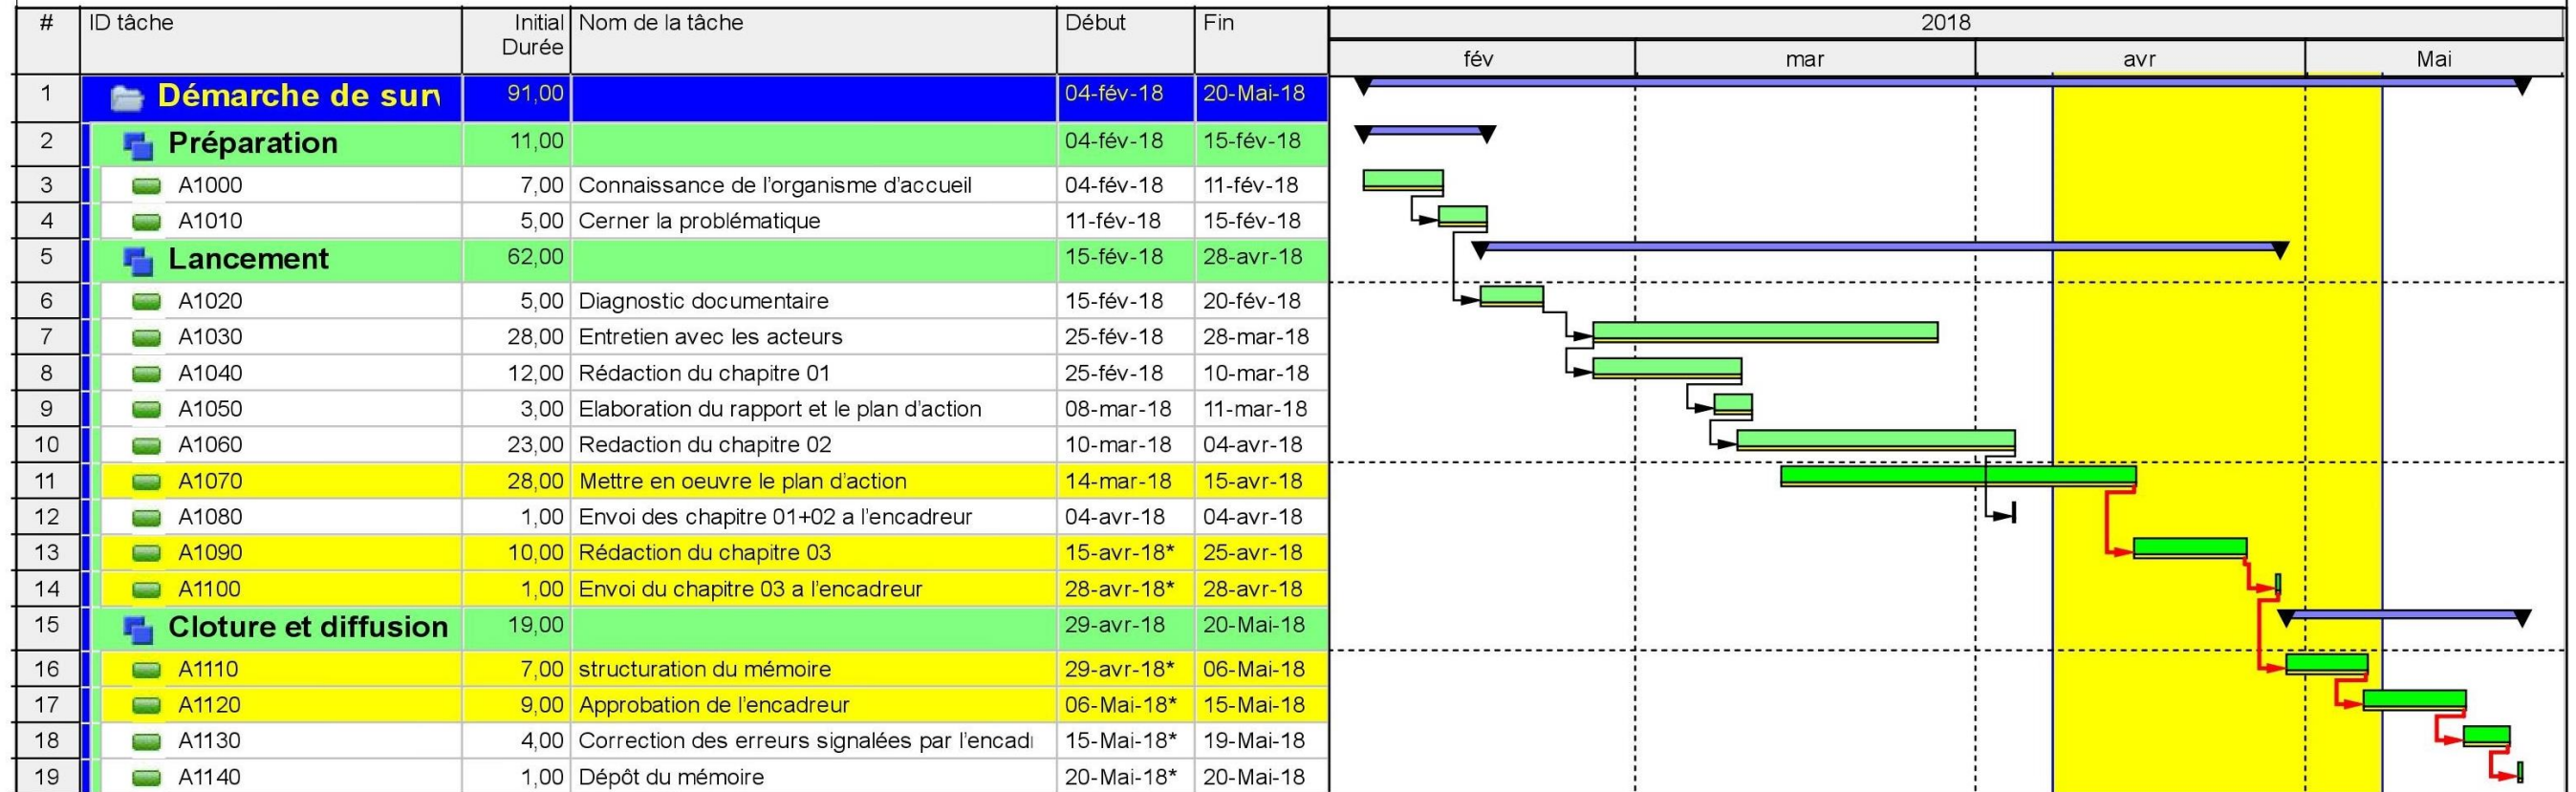 # ID tâche Initial Durée Nom de la tâche Début Fin 2018
fév mar avr Mai
1 Démarche de surv 91,00 04-fév-18 20-Mai-18
2 Préparation 11,00 04-fév-18 15-fév-18
3 A1000 7,00 Connaissance de l'organisme d'accueil 04-fév-18 11-fév-18
4 A1010 5,00 Cerner la problématique 11-fév-18 15-fév-18
5 Lancement 62,00 15-fév-18 28-avr-18
6 A1020 5,00 Diagnostic documentaire 15-fév-18 20-fév-18
7 A1030 28,00 Entretien avec les acteurs 25-fév-18 28-mar-18
8 A1040 12,00 Rédaction du chapitre 01 25-fév-18 10-mar-18
9 A1050 3,00 Elaboration du rapport et le plan d'action 08-mar-18 11-mar-18
10 A1060 23,00 Redaction du chapitre 02 10-mar-18 04-avr-18
11 A1070 28,00 Mettre en oeuvre le plan d'action 14-mar-18 15-avr-18
12 A1080 1,00 Envoi des chapitre 01+02 a l'encadreur 04-avr-18 04-avr-18
13 A1090 10,00 Rédaction du chapitre 03 15-avr-18* 25-avr-18
14 A1100 1,00 Envoi du chapitre 03 a l'encadreur 28-avr-18* 28-avr-18
15 Cloture et diffusion 19,00 29-avr-18 20-Mai-18
16 A1110 7,00 structuration du mémoire 29-avr-18* 06-Mai-18
17 A1120 9,00 Approbation de l'encadreur 06-Mai-18* 15-Mai-18
18 A1130 4,00 Correction des erreurs signalées par l'encad 15-Mai-18* 19-Mai-18
19 A1140 1,00 Dépôt du mémoire 20-Mai-18* 20-Mai-18